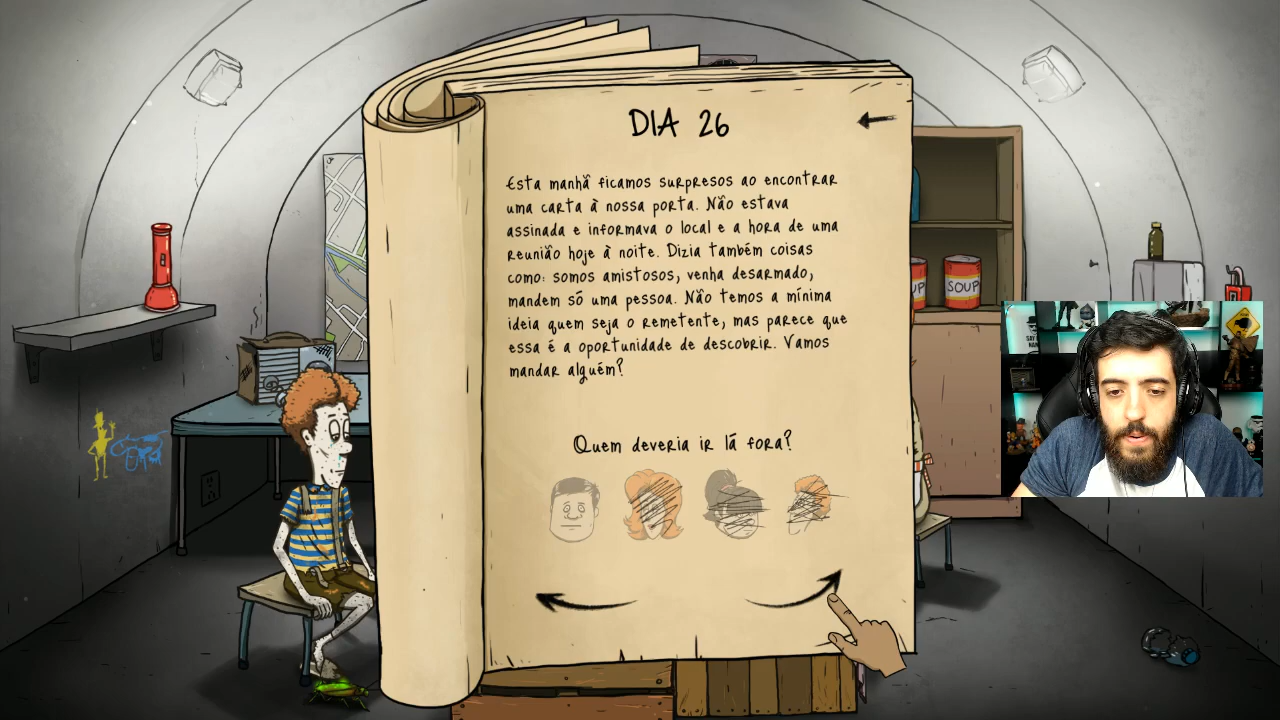 DIA 26
Esta manhã ficamos surpresos ao encontrar
uma carta à nossa porta. Não estava
assinada e informava o local e a hora de uma
reunião hoje à noite. Dizia também coisas
como: somos amistosos, venha desarmado,
mandem só uma pessoa. Não temos a mínima
ideia quem seja o remetente, mas parece que
essa é a oportunidade de descobrir. Vamos
mandar alguém?
Quem deveria ir lá fora?
UP
SOUP